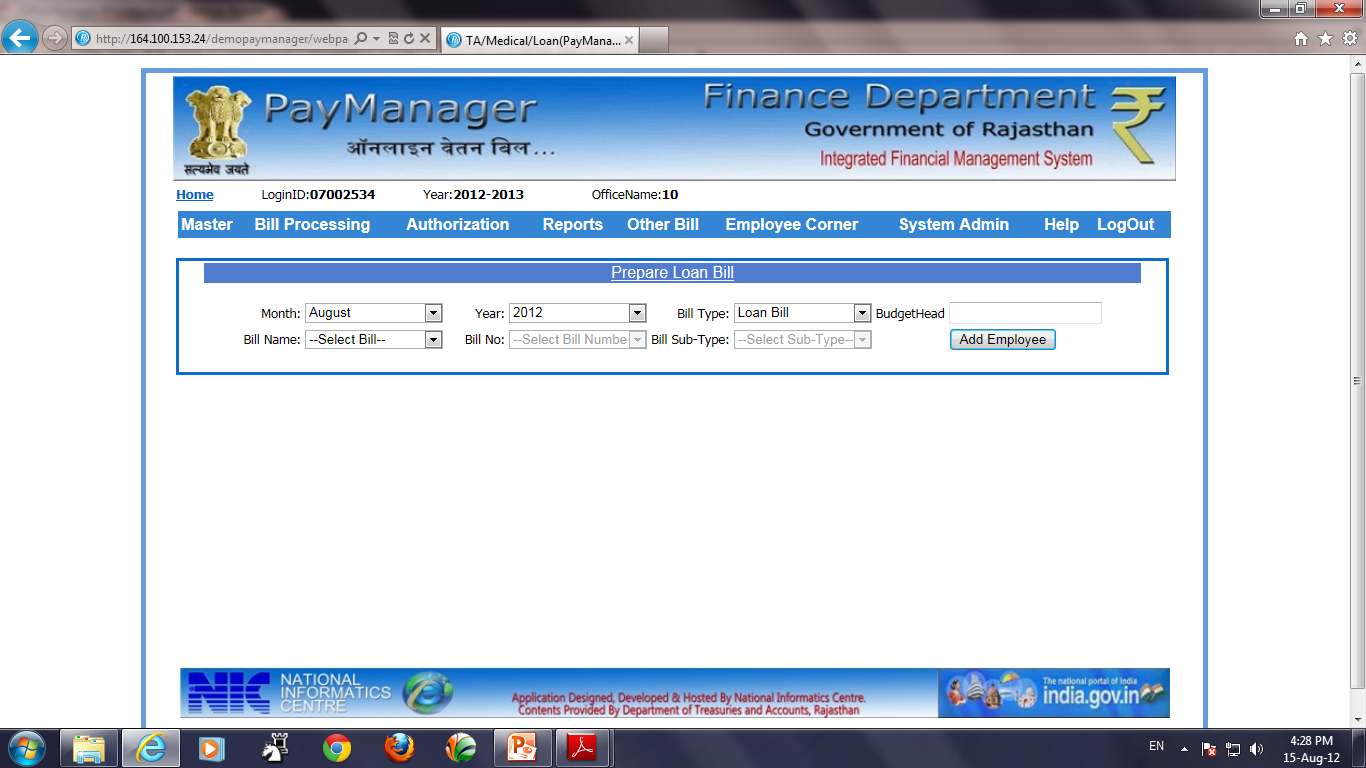 http://164.100.153.24/demopaymanager/webpa
TA/Medical/Loan(PayMana...
PayManager
ऑनलाइन वेतन बिल...
सत्यमेव जयते
Finance Department
Government of Rajasthan
Integrated Financial Management System
Home LoginID:07002534 Year:2012-2013 OfficeName:10
Master Bill Processing Authorization Reports Other Bill Employee Corner System Admin Help LogOut
Prepare Loan Bill
Month: August Year: 2012 Bill Type: Loan Bill BudgetHead
Bill Name: --Select Bill-- Bill No: --Select Bill Numbe Bill Sub-Type: --Select Sub-Type-- Add Employee
NIC NATIONAL INFORMATICS CENTRE
Application Designed, Developed & Hosted By National Informatics Centre.
Contents Provided By Department of Treasuries and Accounts, Rajasthan
The national portal of India
india.gov.in
EN
4:28 PM
15-Aug-12